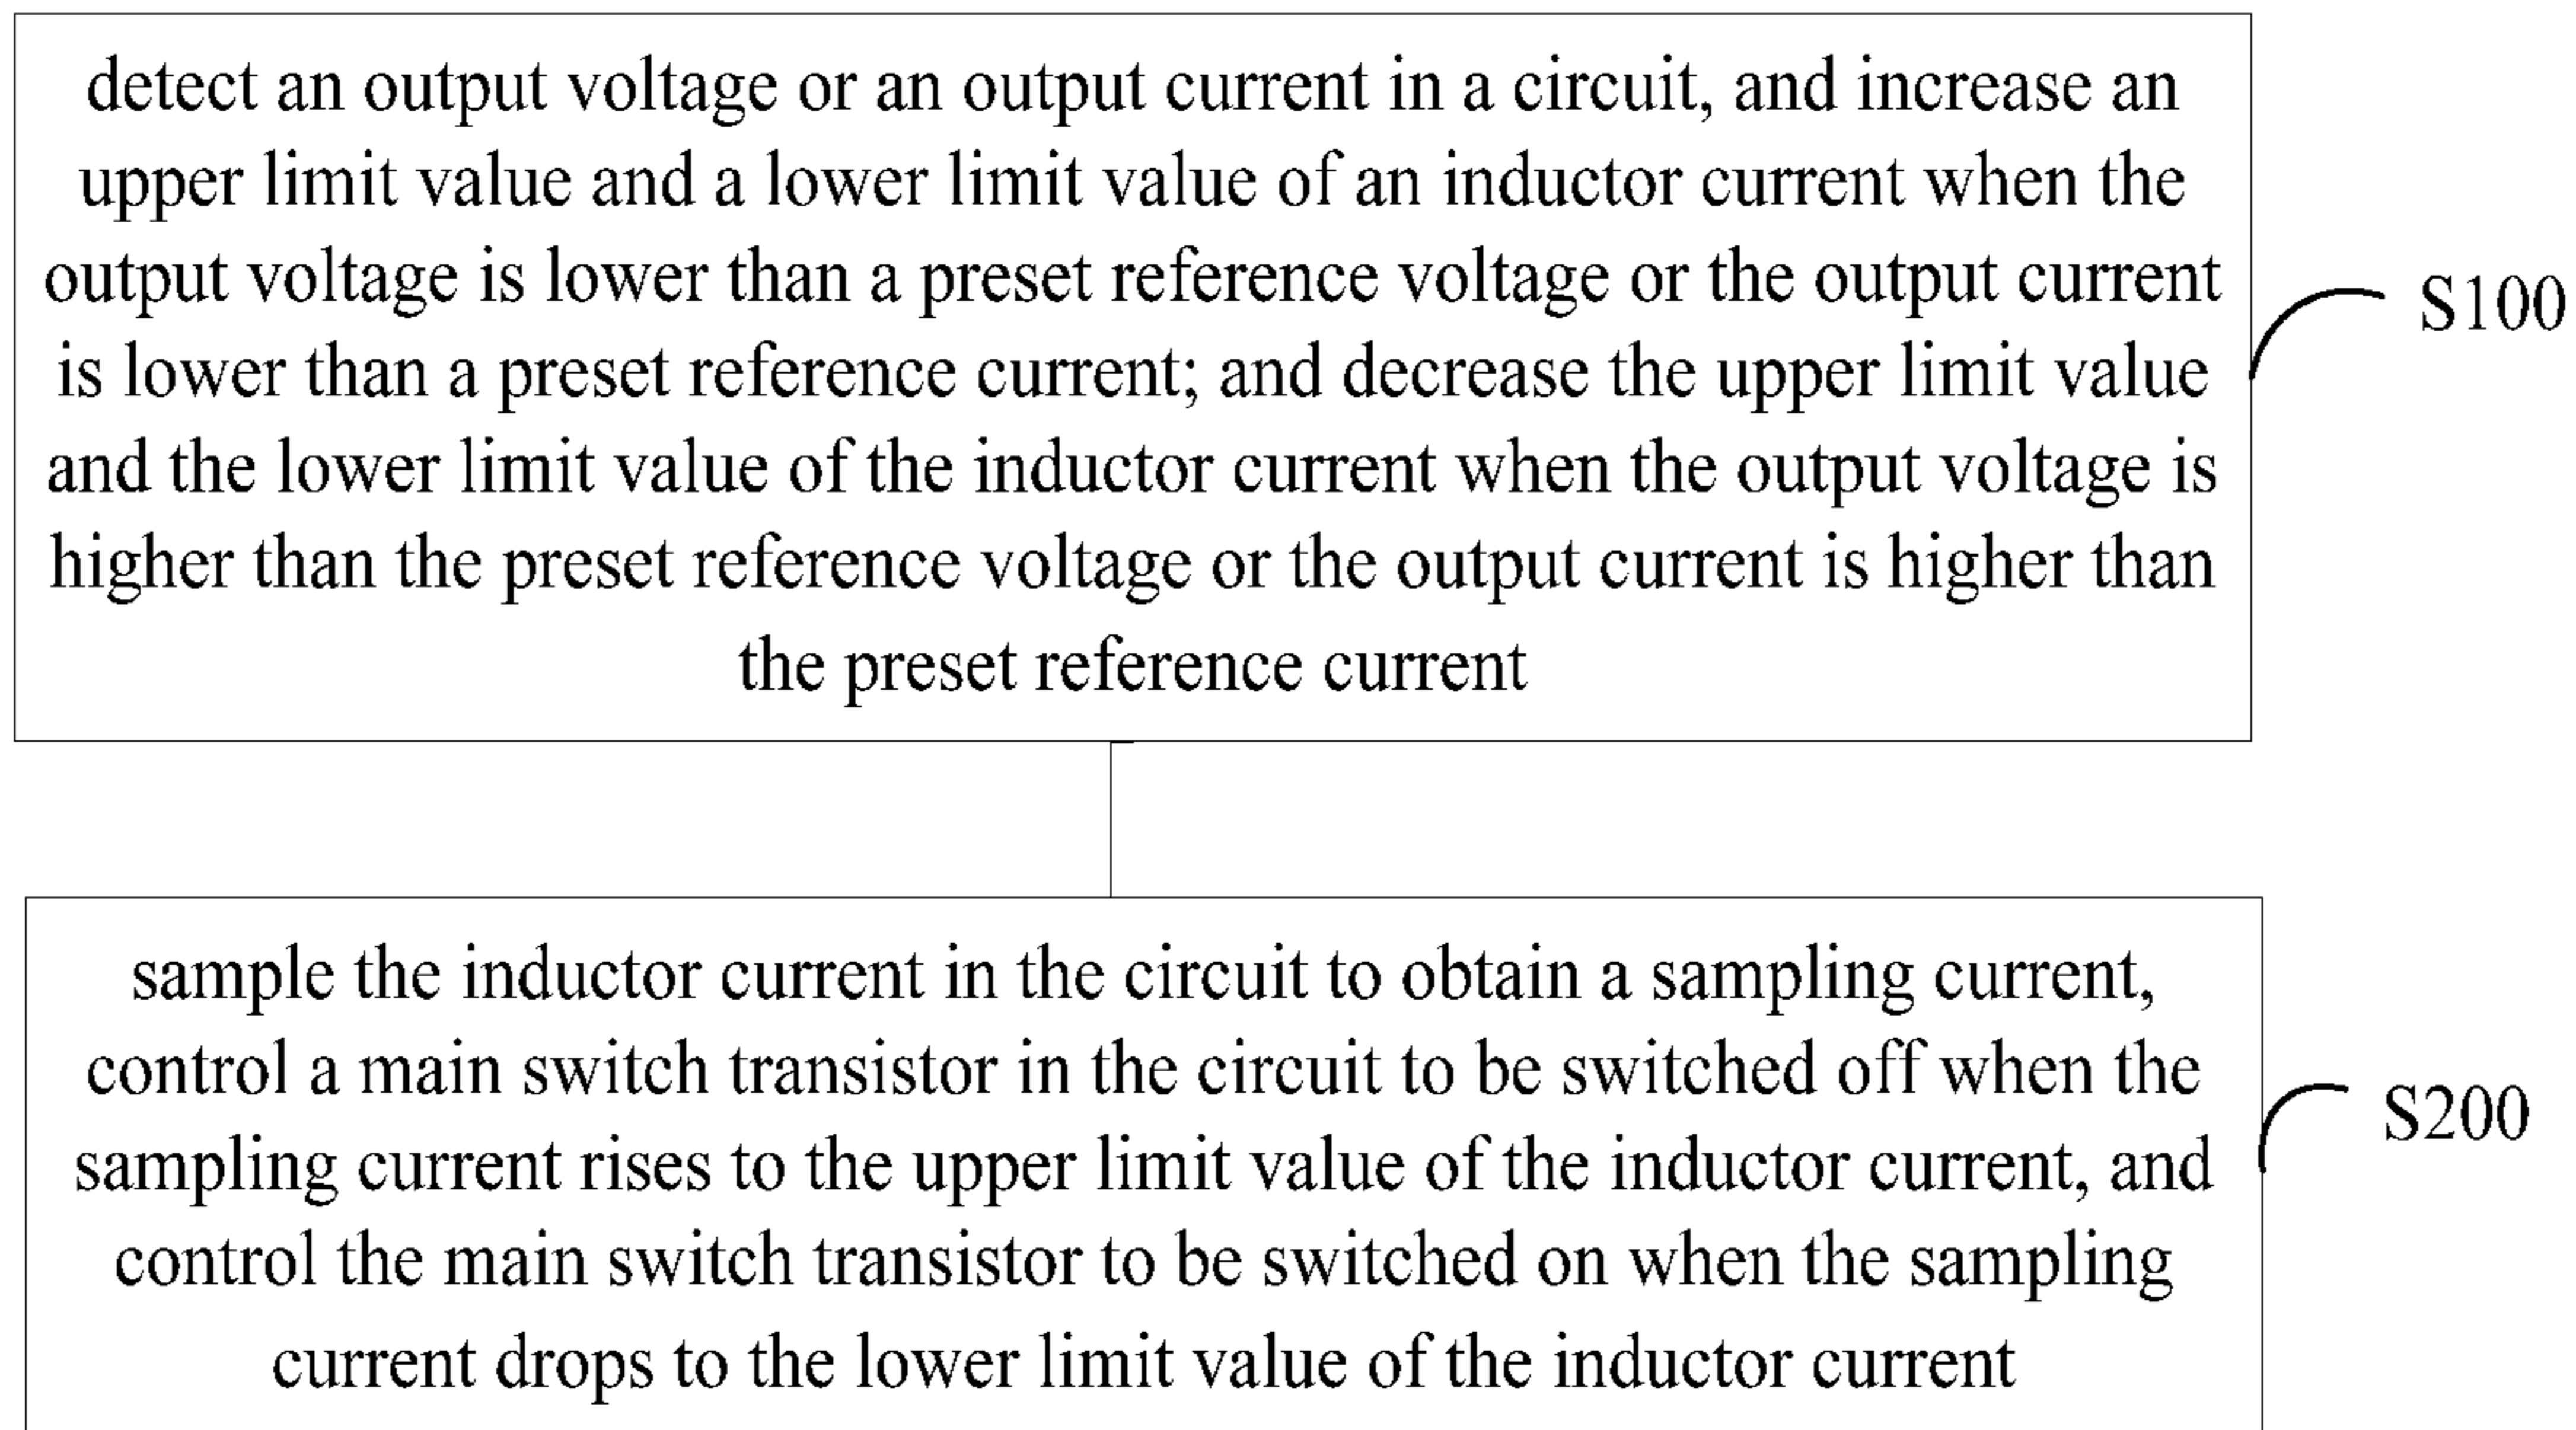 detect an output voltage or an output current in a circuit, and increase an
upper limit value and a lower limit value of an inductor current when the
output voltage is lower than a preset reference voltage or the output current
is lower than a preset reference current; and decrease the upper limit value
and the lower limit value of the inductor current when the output voltage is
higher than the preset reference voltage or the output current is higher than
the preset reference current
S100
sample the inductor current in the circuit to obtain a sampling current,
control a main switch transistor in the circuit to be switched off when the
sampling current rises to the upper limit value of the inductor current, and
control the main switch transistor to be switched on when the sampling
current drops to the lower limit value of the inductor current
S200